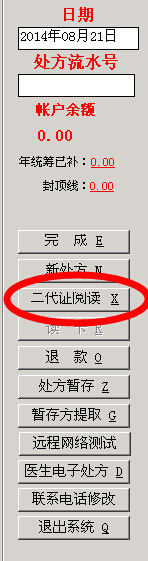 日期
2014年08月21日
处方流水号
帐户余额
0.00
年统筹已补:0.00
封顶线:0.00
完 成 E
新处方 N
二代证阅读 X
读 卡 R
退 款 O
处方暂存 Z
暂存方提取 G
远程网络测试
医生电子处方 D
联系电话修改
退出系统 Q